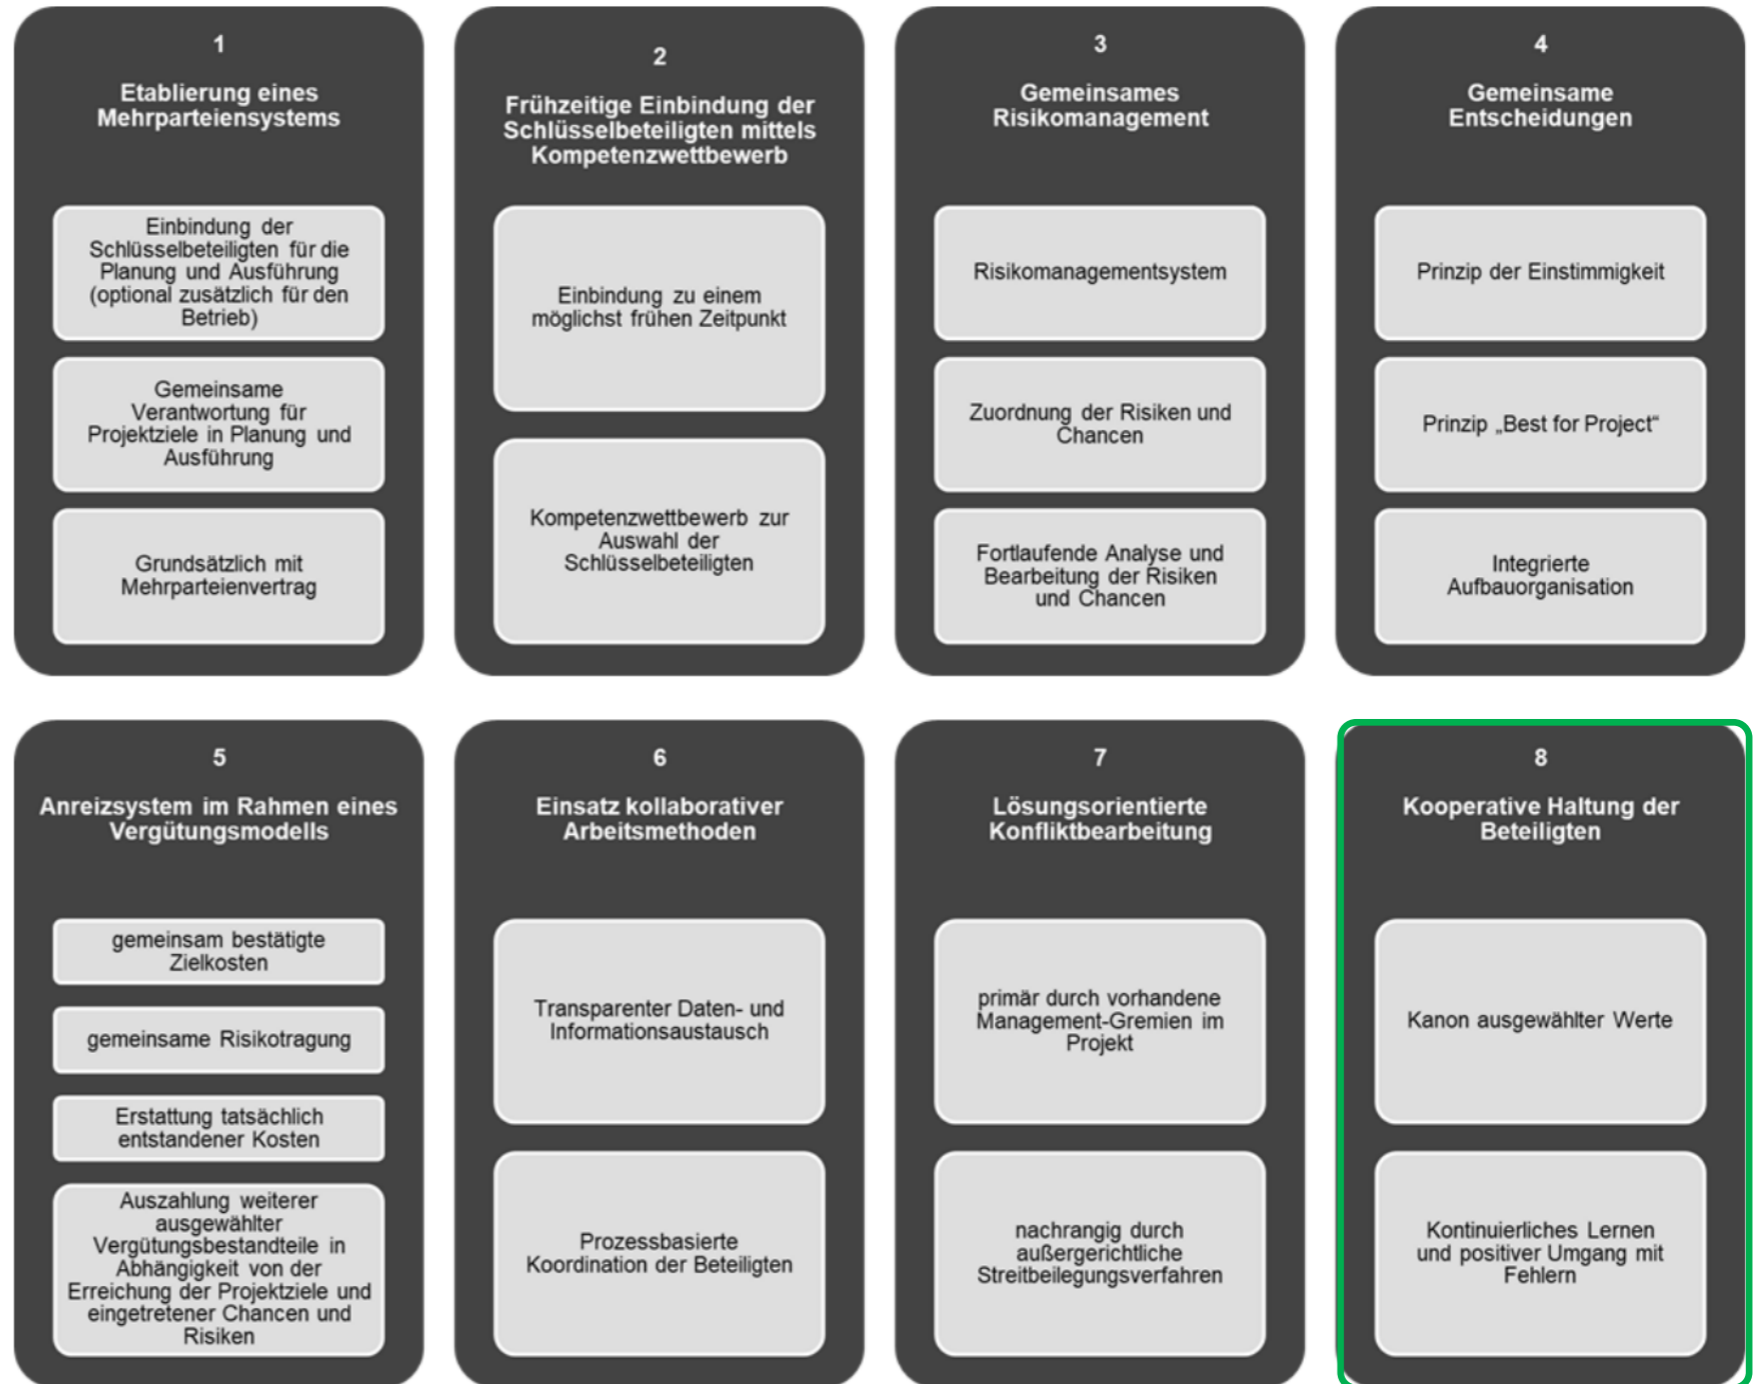 1
Etablierung eines
Mehrparteiensystems
Einbindung der
Schlüsselbeteiligten für die
Planung und Ausführung
(optional zusätzlich für den
Betrieb)
Gemeinsame
Verantwortung für
Projektziele in Planung und
Ausführung
Grundsätzlich mit
Mehrparteienvertrag
2
Frühzeitige Einbindung der
Schlüsselbeteiligten mittels
Kompetenzwettbewerb
Einbindung zu einem
möglichst frühen Zeitpunkt
Kompetenzwettbewerb zur
Auswahl der
Schlüsselbeteiligten
3
Gemeinsames
Risikomanagement
Risikomanagementsystem
Zuordnung der Risiken und
Chancen
Fortlaufende Analyse und
Bearbeitung der Risiken
und Chancen
4
Gemeinsame
Entscheidungen
Prinzip der Einstimmigkeit
Prinzip „Best for Project“
Integrierte
Aufbauorganisation
5
Anreizsystem im Rahmen eines
Vergütungsmodells
gemeinsam bestätigte
Zielkosten
gemeinsame Risikotragung
Erstattung tatsächlich
entstandener Kosten
Auszahlung weiterer
ausgewählter
Vergütungsbestandteile in
Abhängigkeit von der
Erreichung der Projektziele und
eingetretener Chancen und
Risiken
6
Einsatz kollaborativer
Arbeitsmethoden
Transparenter Daten- und
Informationsaustausch
Prozessbasierte
Koordination der Beteiligten
7
Lösungsorientierte
Konfliktbearbeitung
primär durch vorhandene
Management-Gremien im
Projekt
nachrangig durch
außergerichtliche
Streitbeilegungsverfahren
8
Kooperative Haltung der
Beteiligten
Kanon ausgewählter Werte
Kontinuierliches Lernen
und positiver Umgang mit
Fehlern